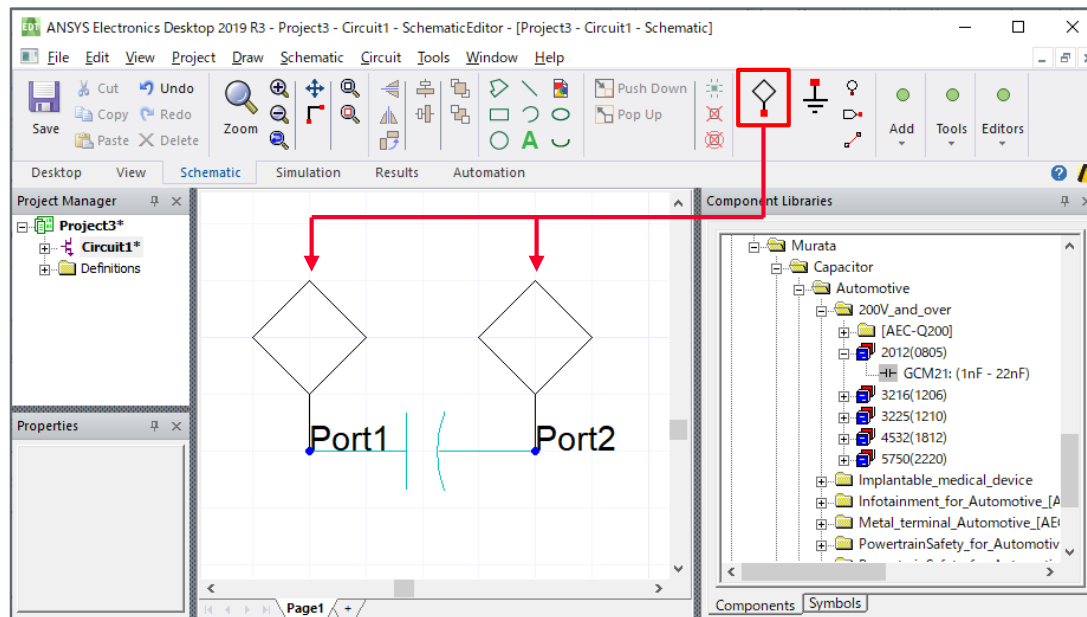 EDT ANSYS Electronics Desktop 2019 R3 - Project3 - Circuit1 - SchematicEditor - [Project3 - Circuit1 - Schematic]
File Edit View Project Draw Schematic Circuit Tools Window Help
Save
Cut
Copy
Paste
Undo
Redo
Delete
Zoom
A
Push Down
Pop Up
Add
Tools
Editors
Desktop View Schematic Simulation Results Automation
Project Manager
Project3*
Circuit1*
Definitions
Properties
Port1
Port2
Page1 +
Component Libraries
Murata
Capacitor
Automotive
200V_and_over
[AEC-Q200]
2012(0805)
GCM21: (1nF - 22nF)
3216(1206)
3225(1210)
4532(1812)
5750(2220)
Implantable_medical_device
Infotainment_for_Automotive_[A
Metal_terminal_Automotive_[AE
PowertrainSafety_for_Automotiv
Components Symbols